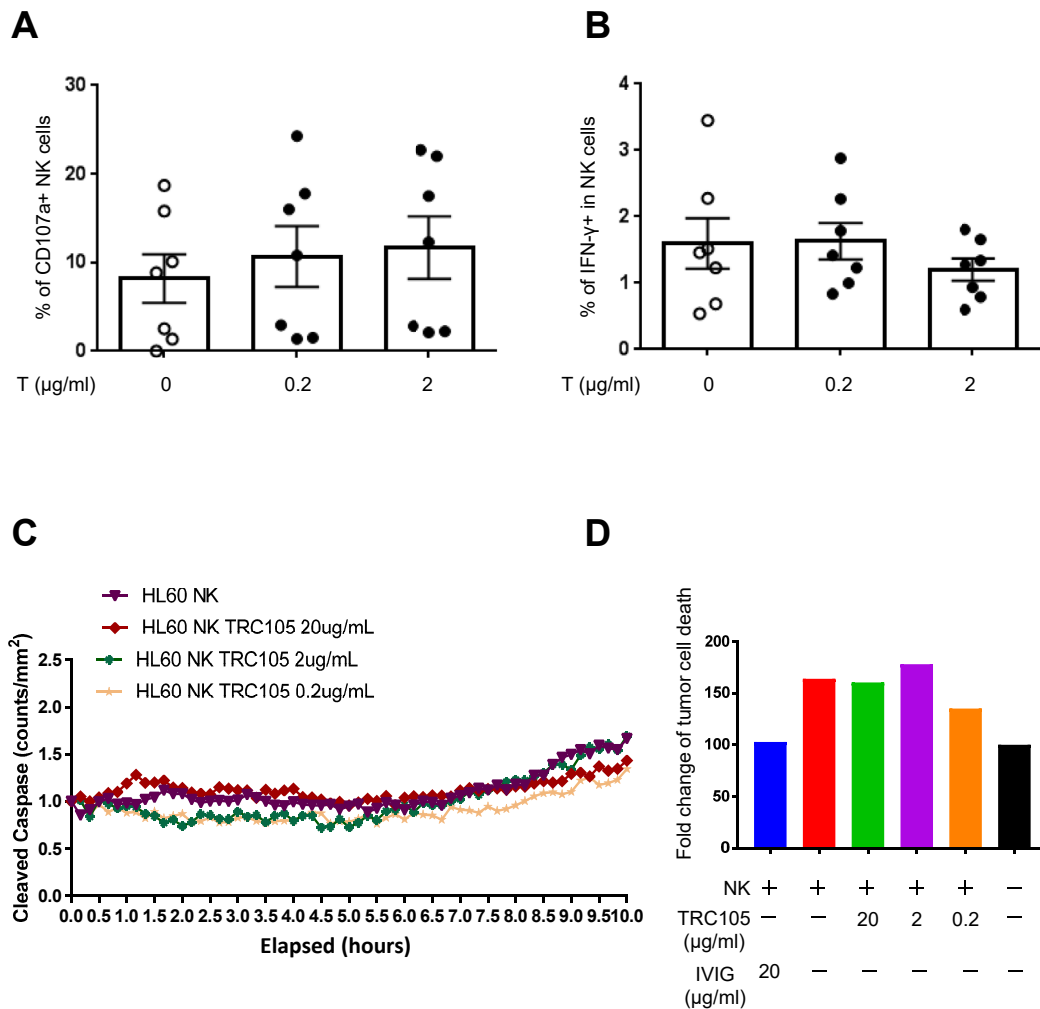 A
B
% of CD107a+ NK cells
30
20
10
0
T (µg/ml)
0
0.2
2
% of IFN-γ+ in NK cells
4
3
2
1
0
T (µg/ml)
0
0.2
2
C
D
HL60 NK
HL60 NK TRC105 20ug/mL
HL60 NK TRC105 2ug/mL
HL60 NK TRC105 0.2ug/mL
Cleaved Caspase (counts/mm²)
2.5
2.0
1.5
1.0
0.5
0.0
0.0 0.5 1.0 1.5 2.0 2.5 3.0 3.5 4.0 4.5 5.0 5.5 6.0 6.5 7.0 7.5 8.0 8.5 9.0 9.5 10.0
Elapsed (hours)
Fold change of tumor cell death
200
150
100
50
0
NK + + + + + −
TRC105 − − 20 2 0.2 −
(µg/ml)
IVIG 20 − − − − −
(µg/ml)